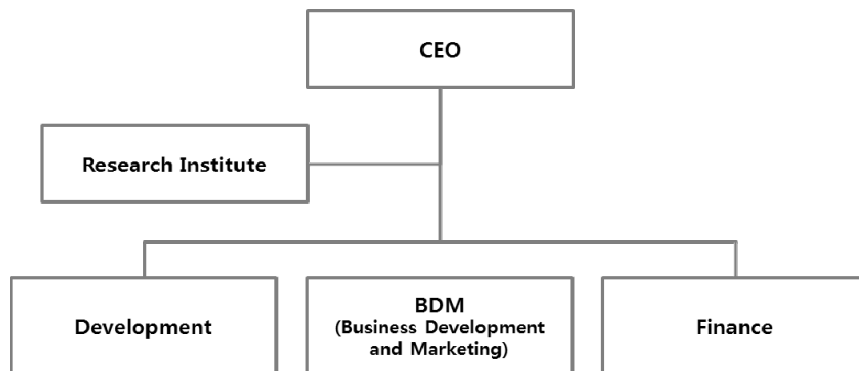 CEO
Research Institute
Development
BDM
(Business Development
and Marketing)
Finance